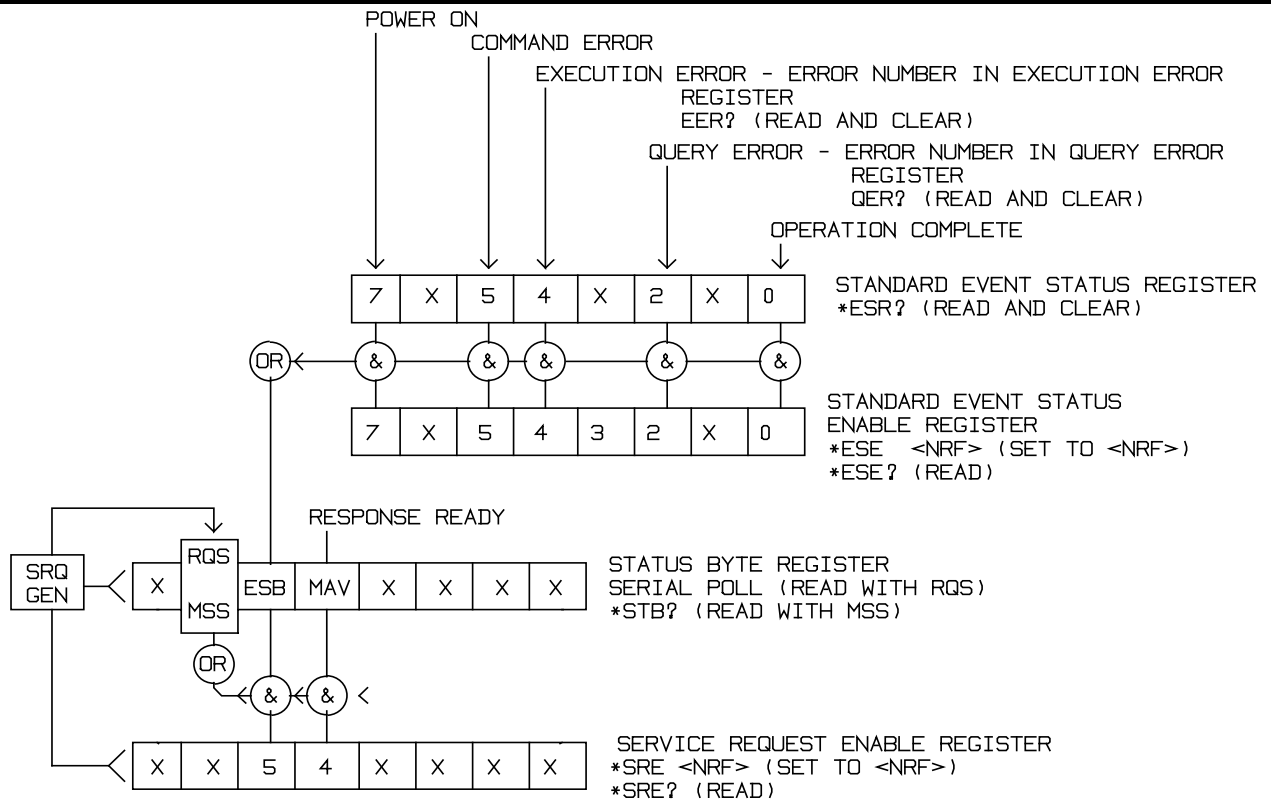 POWER ON
COMMAND ERROR
EXECUTION ERROR - ERROR NUMBER IN EXECUTION ERROR
REGISTER
EER? (READ AND CLEAR)
QUERY ERROR - ERROR NUMBER IN QUERY ERROR
REGISTER
QER? (READ AND CLEAR)
OPERATION COMPLETE
7 X 5 4 X 2 X 0
STANDARD EVENT STATUS REGISTER
*ESR? (READ AND CLEAR)
OR & & & & &
7 X 5 4 3 2 X 0
STANDARD EVENT STATUS
ENABLE REGISTER
*ESE <NRF> (SET TO <NRF>)
*ESE? (READ)
RESPONSE READY
SRQ
GEN
X
RQS
MSS
ESB MAV X X X X
STATUS BYTE REGISTER
SERIAL POLL (READ WITH RQS)
*STB? (READ WITH MSS)
OR
& &
X X 5 4 X X X X
SERVICE REQUEST ENABLE REGISTER
*SRE <NRF> (SET TO <NRF>)
*SRE? (READ)